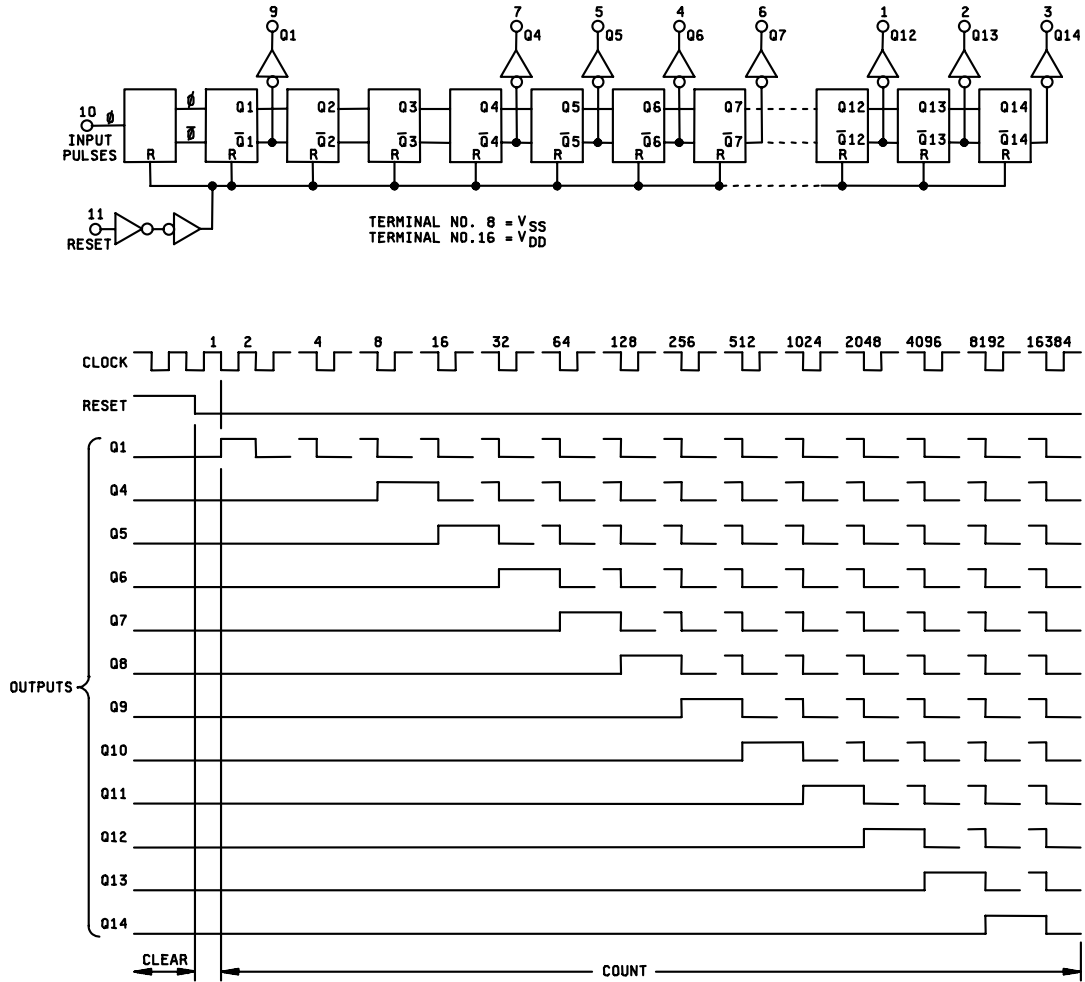 9 7 5 4 6 1 2 3
Q1 Q4 Q5 Q6 Q7 Q12 Q13 Q14
10 Ø Ø Q1 Q2 Q3 Q4 Q5 Q6 Q7 Q12 Q13 Q14
INPUT PULSES
Ø̅ Q̅1 Q̅2 Q̅3 Q̅4 Q̅5 Q̅6 Q̅7 Q̅12 Q̅13 Q̅14
R R R R R R R R R R R
11
RESET
TERMINAL NO. 8 = VSS
TERMINAL NO.16 = VDD
1 2 4 8 16 32 64 128 256 512 1024 2048 4096 8192 16384
CLOCK
RESET
Q1
Q4
Q5
Q6
Q7
Q8
OUTPUTS
Q9
Q10
Q11
Q12
Q13
Q14
CLEAR
COUNT